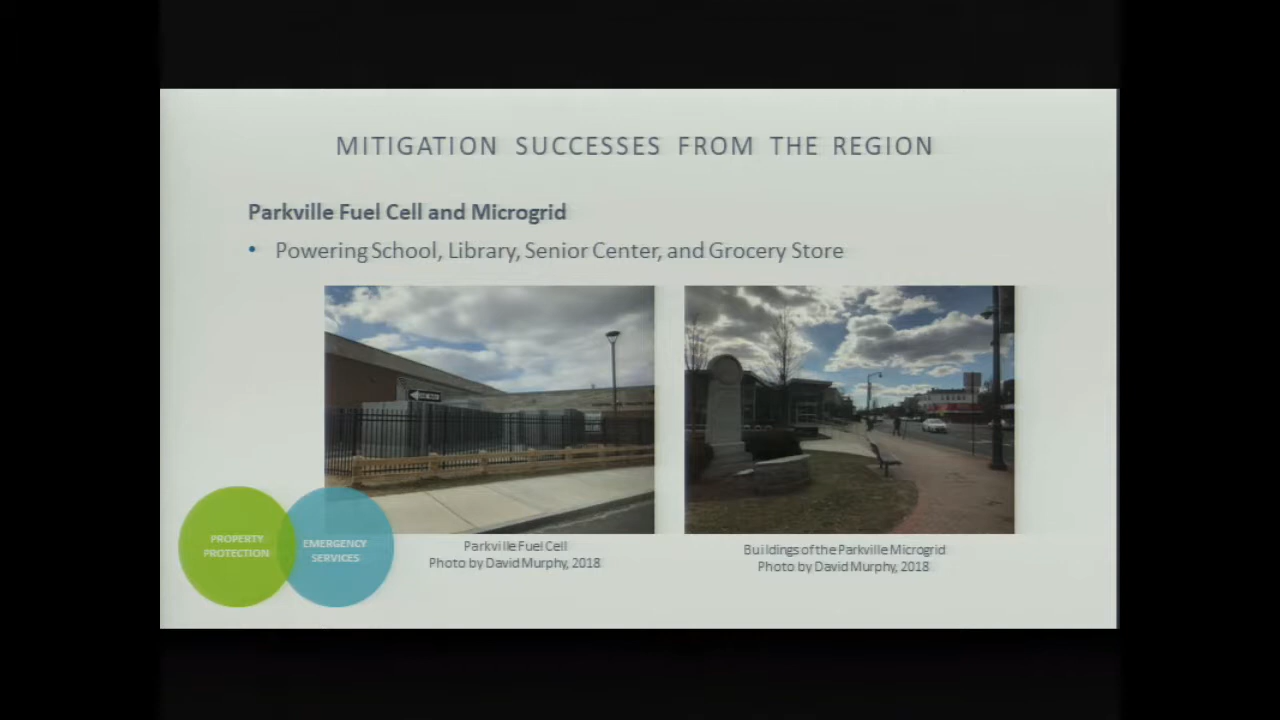 MITIGATION SUCCESSES FROM THE REGION
Parkville Fuel Cell and Microgrid
• Powering School, Library, Senior Center, and Grocery Store
PROPERTY
PROTECTION
EMERGENCY
SERVICES
Parkville Fuel Cell
Photo by David Murphy, 2018
Buildings of the Parkville Microgrid
Photo by David Murphy, 2018